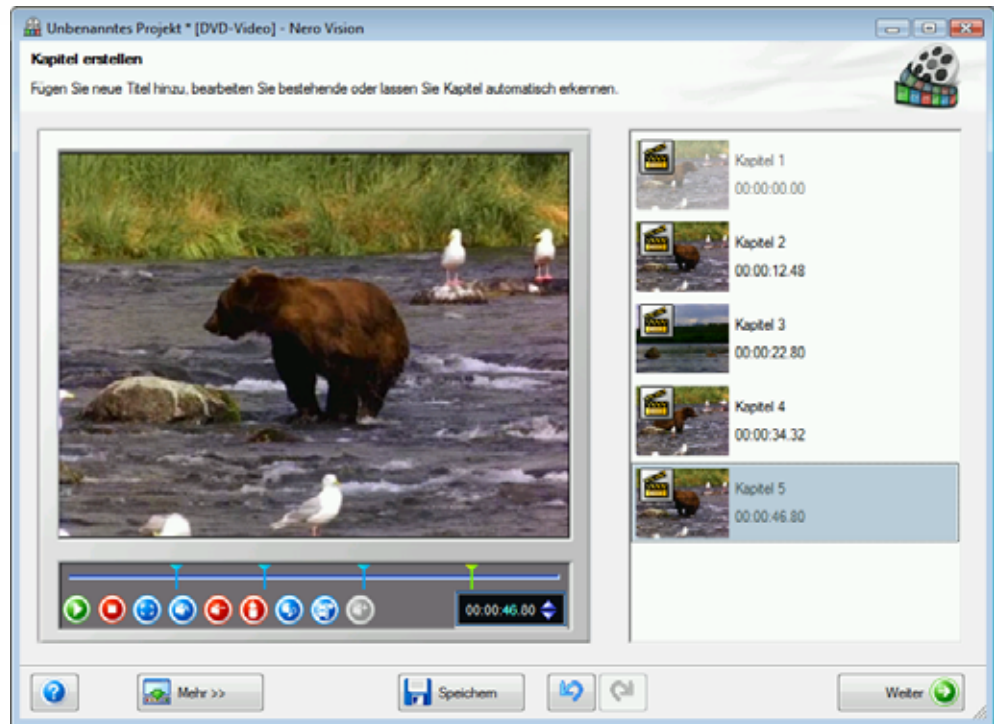 Unbenanntes Projekt * [DVD-Video] - Nero Vision
Kapitel erstellen
Fügen Sie neue Titel hinzu, bearbeiten Sie bestehende oder lassen Sie Kapitel automatisch erkennen.
Kapitel 1
00:00:00.00
Kapitel 2
00:00:12.48
Kapitel 3
00:00:22.80
Kapitel 4
00:00:34.32
Kapitel 5
00:00:46.80
00:00:46.80
?
Mehr >>
Speichern
Weiter